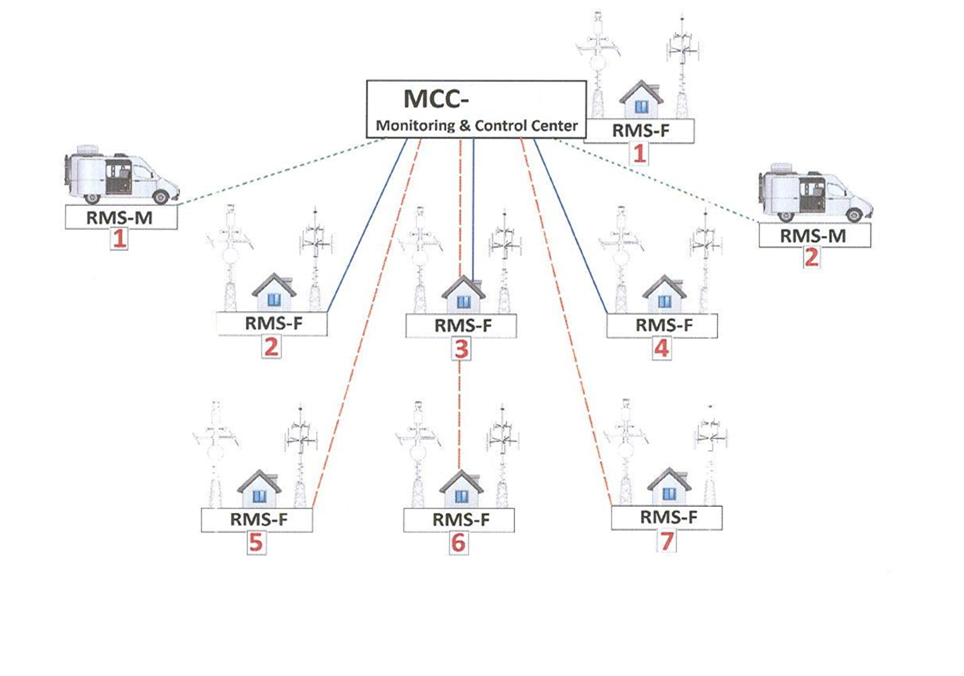 MCC-
Monitoring & Control Center
RMS-F
1
RMS-M
1
RMS-M
2
RMS-F
2
RMS-F
3
RMS-F
4
RMS-F
5
RMS-F
6
RMS-F
7